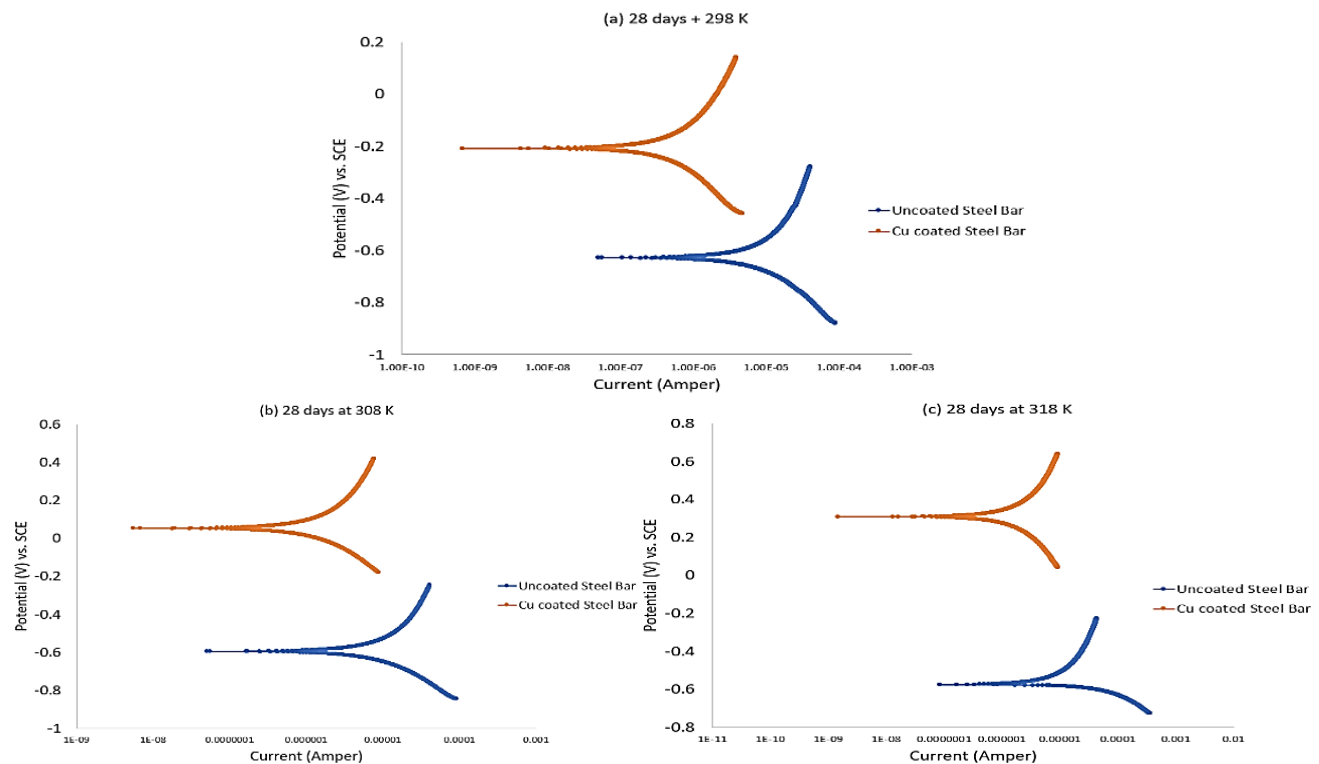 (a) 28 days + 298 K
0.2
0
-0.2
-0.4
-0.6
-0.8
-1
Potential (V) vs. SCE
1.00E-10 1.00E-09 1.00E-08 1.00E-07 1.00E-06 1.00E-05 1.00E-04 1.00E-03
Current (Amper)
Uncoated Steel Bar
Cu coated Steel Bar
(b) 28 days at 308 K
0.6
0.4
0.2
0
-0.2
-0.4
-0.6
-0.8
-1
Potential (V) vs. SCE
1E-09 1E-08 0.0000001 0.000001 0.00001 0.0001 0.001
Current (Amper)
Uncoated Steel Bar
Cu coated Steel Bar
(c) 28 days at 318 K
0.8
0.6
0.4
0.2
0
-0.2
-0.4
-0.6
-0.8
Potential (V) vs. SCE
1E-11 1E-10 1E-09 1E-08 0.0000001 0.000001 0.00001 0.0001 0.001 0.01
Current (Amper)
Uncoated Steel Bar
Cu coated Steel Bar